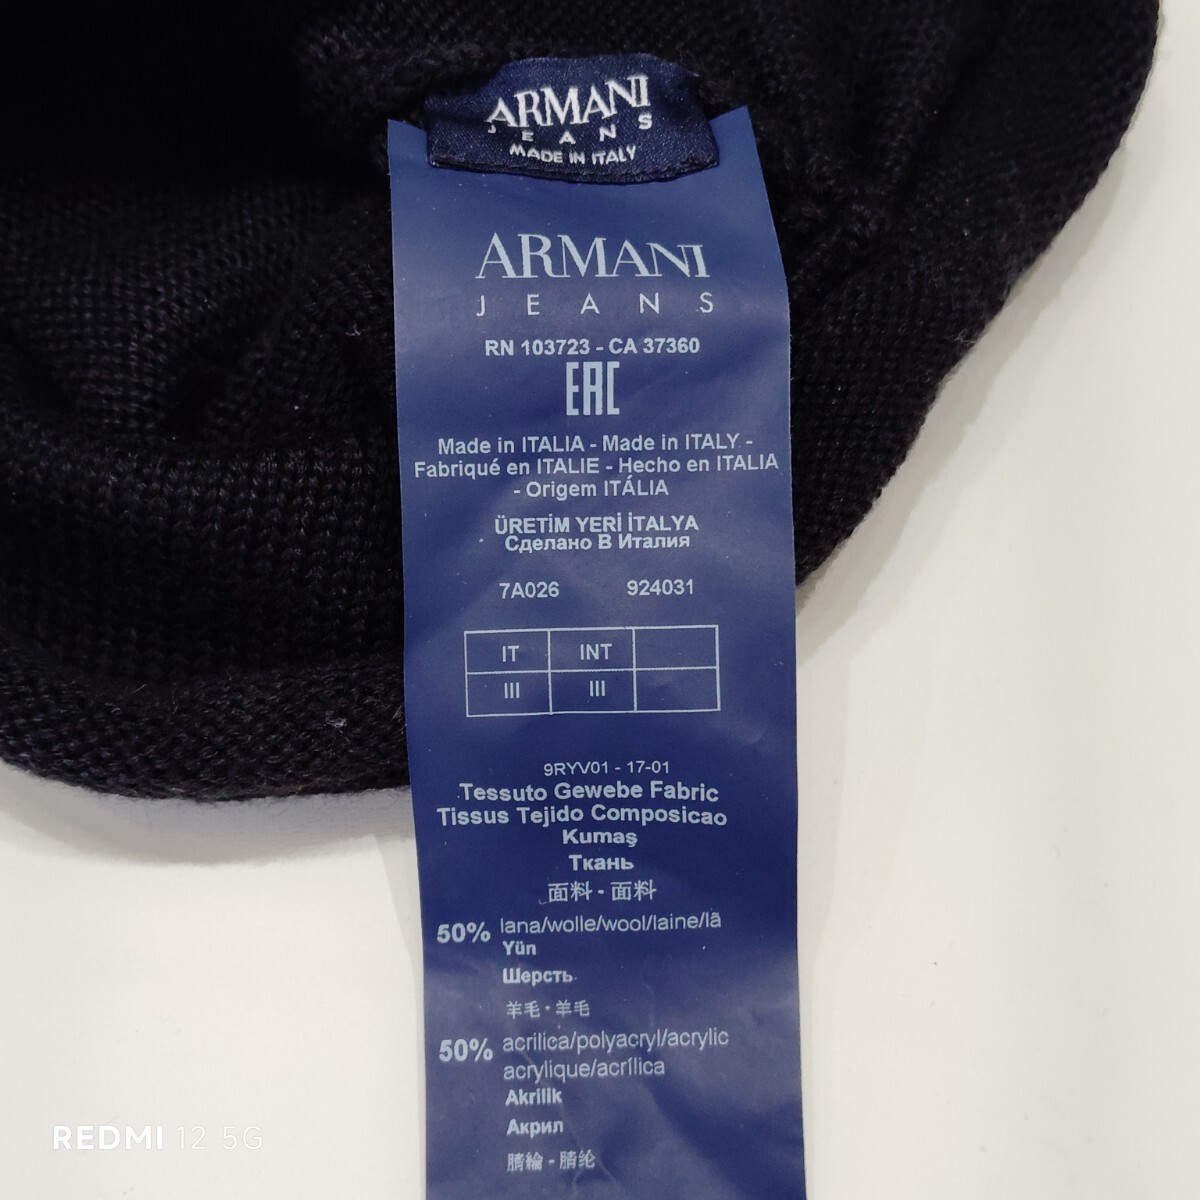 ARMANI
JEANS
MADE IN ITALY
ARMANI
JEANS
RN 103723 - CA 37360
EAC
Made in ITALIA - Made in ITALY -
Fabriqué en ITALIE - Hecho en ITALIA
- Origem ITÁLIA
ÜRETİM YERİ İTALYA
Сделано В Италия
7A026 924031
IT INT
III III
9RYV01 - 17-01
Tessuto Gewebe Fabric
Tissus Tejido Composicao
Kumaş
Ткань
面料 - 面料
50% lana/wolle/wool/laine/lã
Yün
Шерсть
羊毛 · 羊毛
50% acrilica/polyacryl/acrylic
acrylique/acrílica
Akrilik
Акрил
腈綸 - 腈纶
REDMI 12 5G